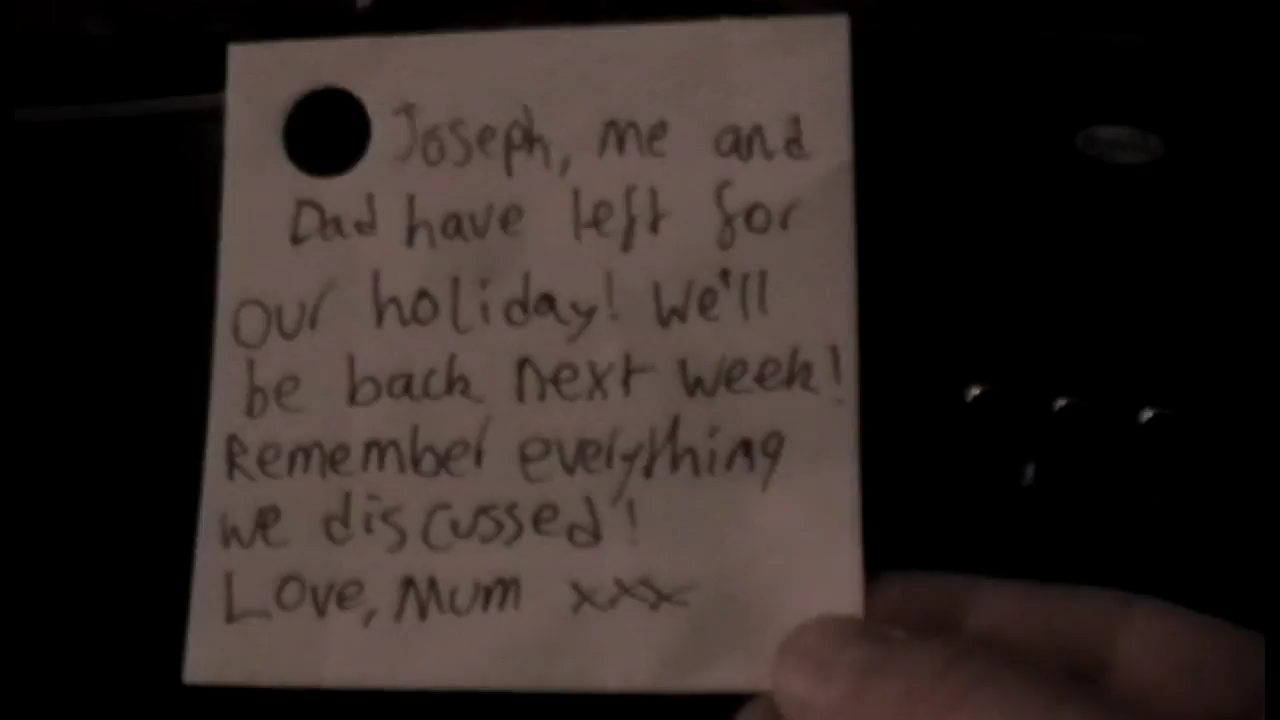 Joseph, me and
Dad have left for
our holiday! We'll
be back next week!
Remember everything
we discussed!
Love, Mum xxx